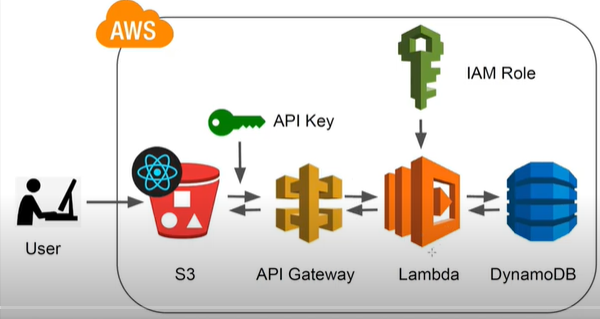 AWS
IAM Role
API Key
User
S3
API Gateway
Lambda
DynamoDB